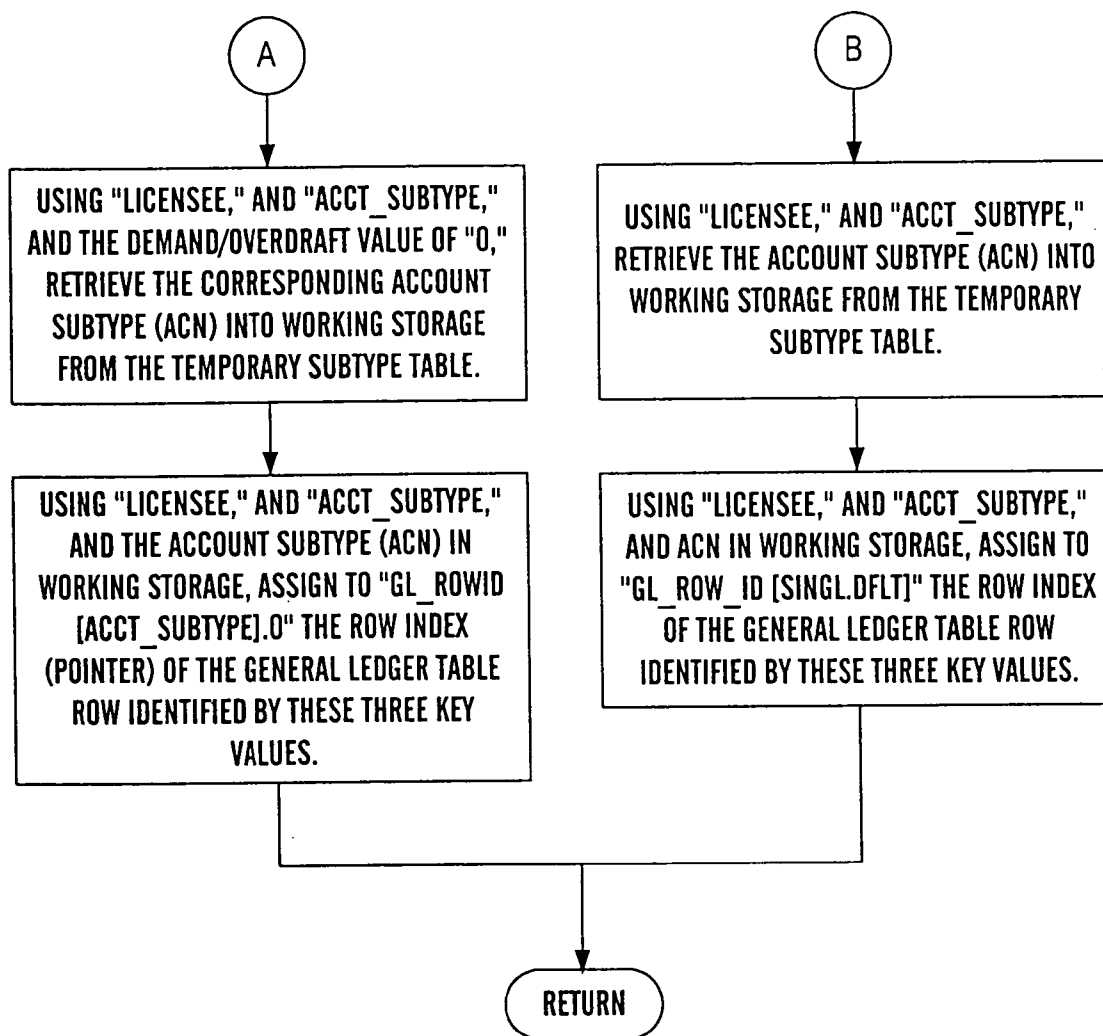 A
USING "LICENSEE," AND "ACCT_SUBTYPE,"
AND THE DEMAND/OVERDRAFT VALUE OF "O,"
RETRIEVE THE CORRESPONDING ACCOUNT
SUBTYPE (ACN) INTO WORKING STORAGE
FROM THE TEMPORARY SUBTYPE TABLE.
USING "LICENSEE," AND "ACCT_SUBTYPE,"
AND THE ACCOUNT SUBTYPE (ACN) IN
WORKING STORAGE, ASSIGN TO "GL_ROWID
[ACCT_SUBTYPE].O" THE ROW INDEX
(POINTER) OF THE GENERAL LEDGER TABLE
ROW IDENTIFIED BY THESE THREE KEY
VALUES.
B
USING "LICENSEE," AND "ACCT_SUBTYPE,"
RETRIEVE THE ACCOUNT SUBTYPE (ACN) INTO
WORKING STORAGE FROM THE TEMPORARY
SUBTYPE TABLE.
USING "LICENSEE," AND "ACCT_SUBTYPE,"
AND ACN IN WORKING STORAGE, ASSIGN TO
"GL_ROW_ID [SINGL.DFLT]" THE ROW INDEX
OF THE GENERAL LEDGER TABLE ROW
IDENTIFIED BY THESE THREE KEY VALUES.
RETURN